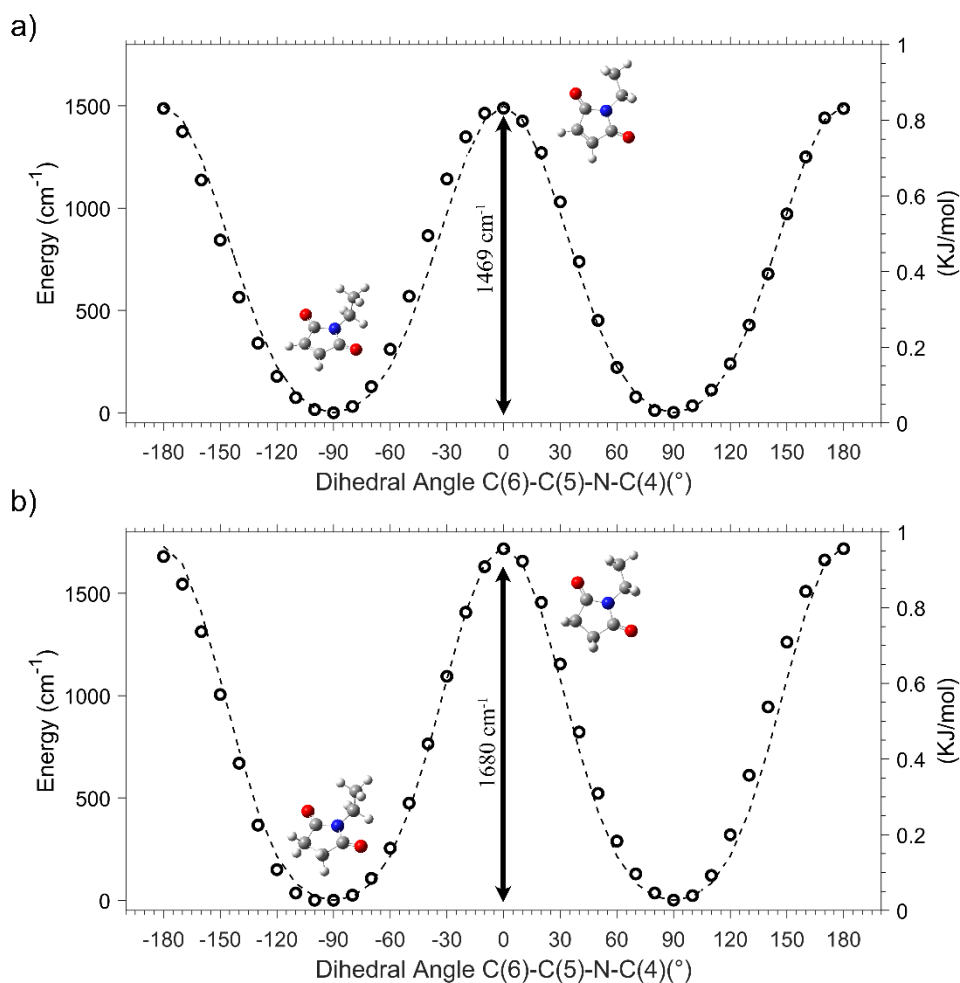 a)
1500
1000
500
0
Energy (cm-1)
1
0.8
0.6
0.4
0.2
0
(KJ/mol)
1469 cm-1
-180 -150 -120 -90 -60 -30 0 30 60 90 120 150 180
Dihedral Angle C(6)-C(5)-N-C(4)(°)
b)
1500
1000
500
0
Energy (cm-1)
1
0.8
0.6
0.4
0.2
0
(KJ/mol)
1680 cm-1
-180 -150 -120 -90 -60 -30 0 30 60 90 120 150 180
Dihedral Angle C(6)-C(5)-N-C(4)(°)